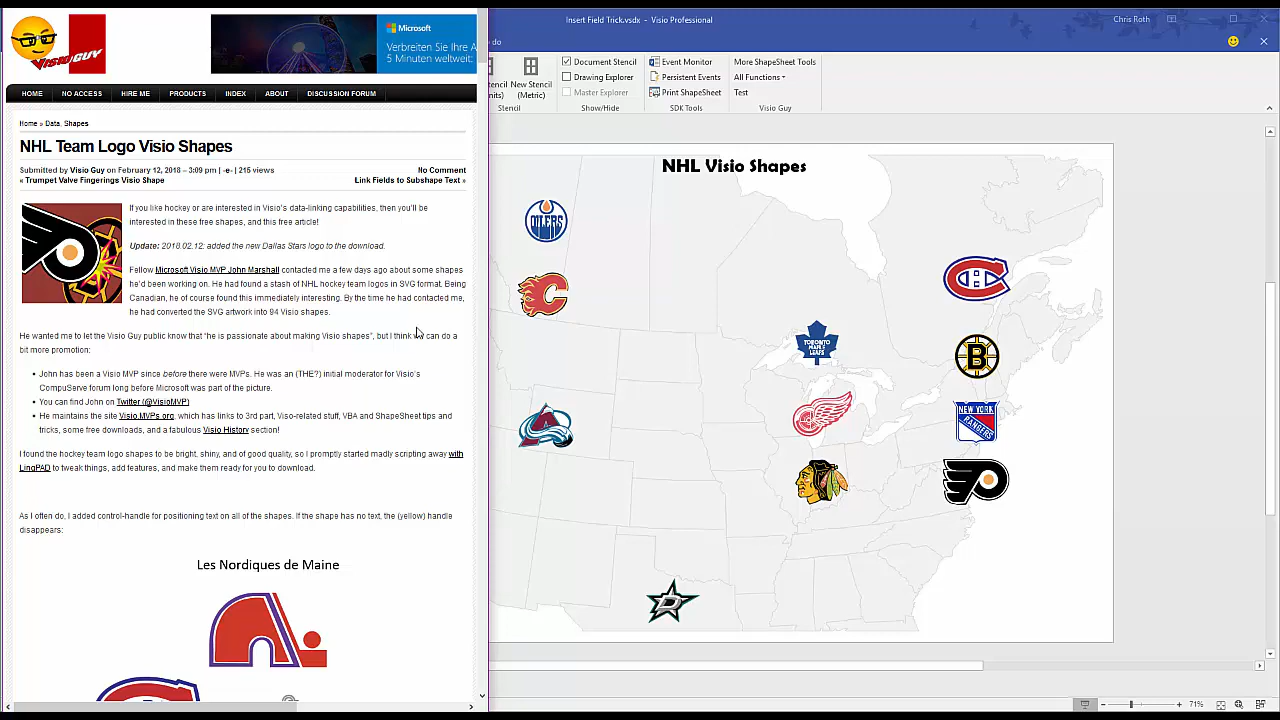 VISIO GUY
Microsoft
Verbreiten Sie Ihre A
5 Minuten weltweit:
HOME NO ACCESS HIRE ME PRODUCTS INDEX ABOUT DISCUSSION FORUM
Home » Data, Shapes
NHL Team Logo Visio Shapes
Submitted by Visio Guy on February 12, 2018 – 3:09 pm | -e- | 215 views No Comment
« Trumpet Valve Fingerings Visio Shape Link Fields to Subshape Text »
If you like hockey or are interested in Visio's data-linking capabilities, then you'll be
interested in these free shapes, and this free article!
Update: 2018.02.12: added the new Dallas Stars logo to the download.
Fellow Microsoft Visio MVP John Marshall contacted me a few days ago about some shapes
he'd been working on. He had found a stash of NHL hockey team logos in SVG format. Being
Canadian, he of course found this immediately interesting. By the time he had contacted me,
he had converted the SVG artwork into 94 Visio shapes.
He wanted me to let the Visio Guy public know that "he is passionate about making Visio shapes", but I think we can do a
bit more promotion:
• John has been a Visio MVP since before there were MVPs. He was an (THE?) initial moderator for Visio's
CompuServe forum long before Microsoft was part of the picture.
• You can find John on Twitter (@VisioMVP)
• He maintains the site Visio MVPs org, which has links to 3rd part, Viso-related stuff, VBA and ShapeSheet tips and
tricks, some free downloads, and a fabulous Visio History section
I found the hockey team logo shapes to be bright, shiny, and of good quality, so I promptly started madly scripting away with
LinqPAD to tweak things, add features, and make them ready for you to download.
As I often do, I added control-handle for positioning text on all of the shapes. If the shape has no text, the (yellow) handle
disappears:
Les Nordiques de Maine
Insert Field Trick.vsdx - Visio Professional
Chris Roth
do
New Stencil
(Metric)
Stencil
Document Stencil
Drawing Explorer
Master Explorer
Show/Hide
Event Monitor
Persistent Events
Print ShapeSheet
SDK Tools
More ShapeSheet Tools
All Functions
Test
Visio Guy
NHL Visio Shapes
OILERS
C
TORONTO
MAPLE
LEAFS
B
NEW YORK
RANGERS
D
71%